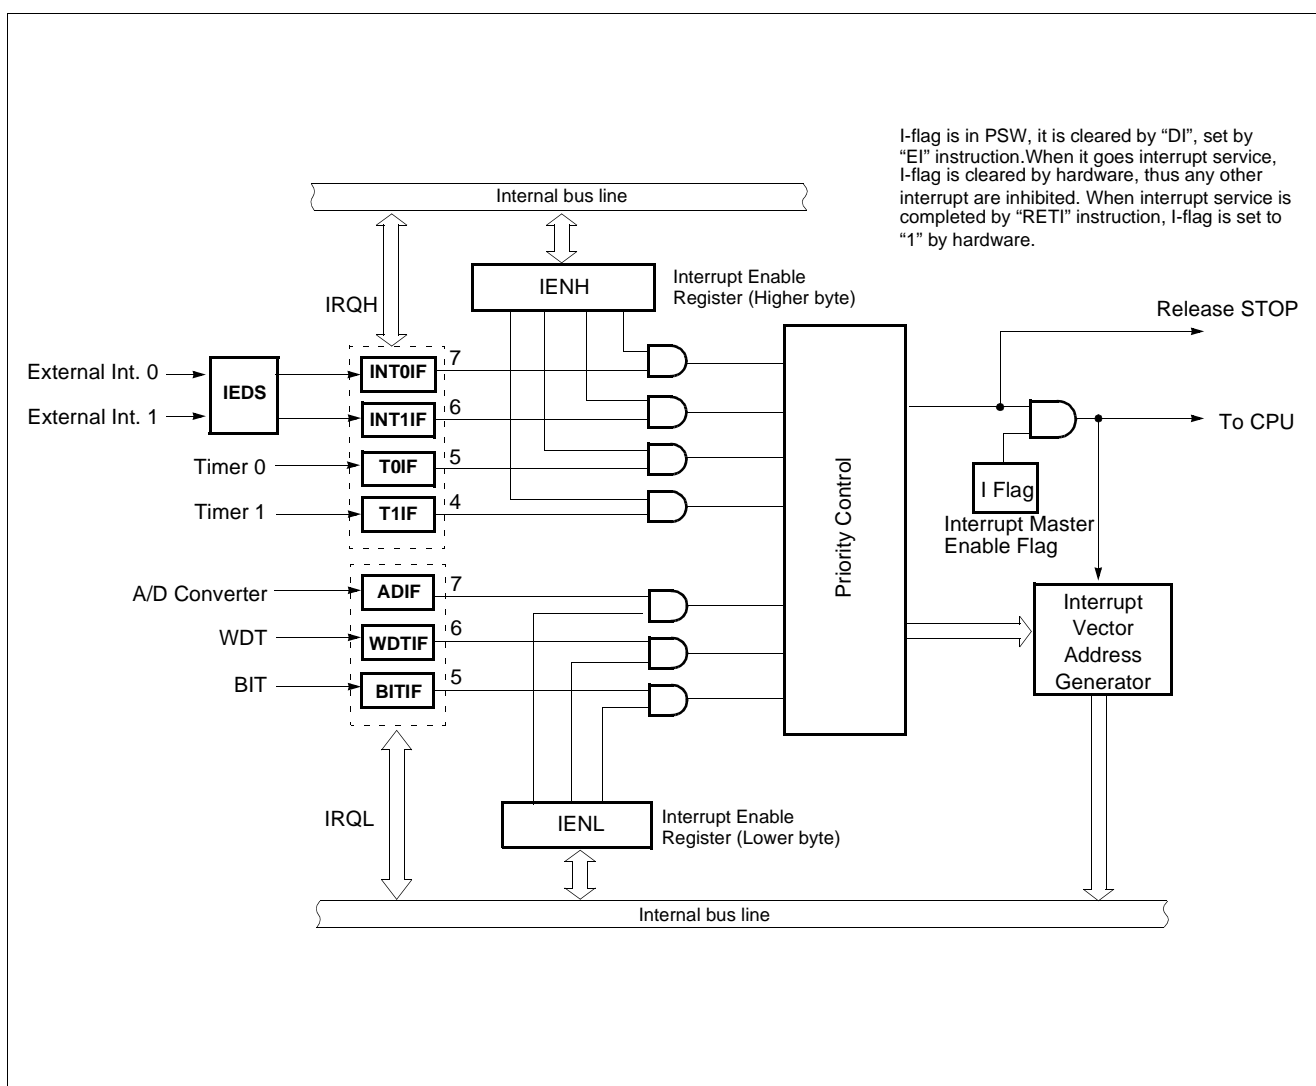 I-flag is in PSW, it is cleared by “DI”, set by
“EI” instruction.When it goes interrupt service,
I-flag is cleared by hardware, thus any other
interrupt are inhibited. When interrupt service is
completed by “RETI” instruction, I-flag is set to
“1” by hardware.
Internal bus line
IENH
Interrupt Enable
Register (Higher byte)
IRQH
Release STOP
External Int. 0
External Int. 1
IEDS
INT0IF
7
INT1IF
6
Timer 0
T0IF
5
Timer 1
T1IF
4
Priority Control
To CPU
I Flag
Interrupt Master
Enable Flag
A/D Converter
ADIF
7
WDT
WDTIF
6
BIT
BITIF
5
Interrupt
Vector
Address
Generator
IRQL
IENL
Interrupt Enable
Register (Lower byte)
Internal bus line